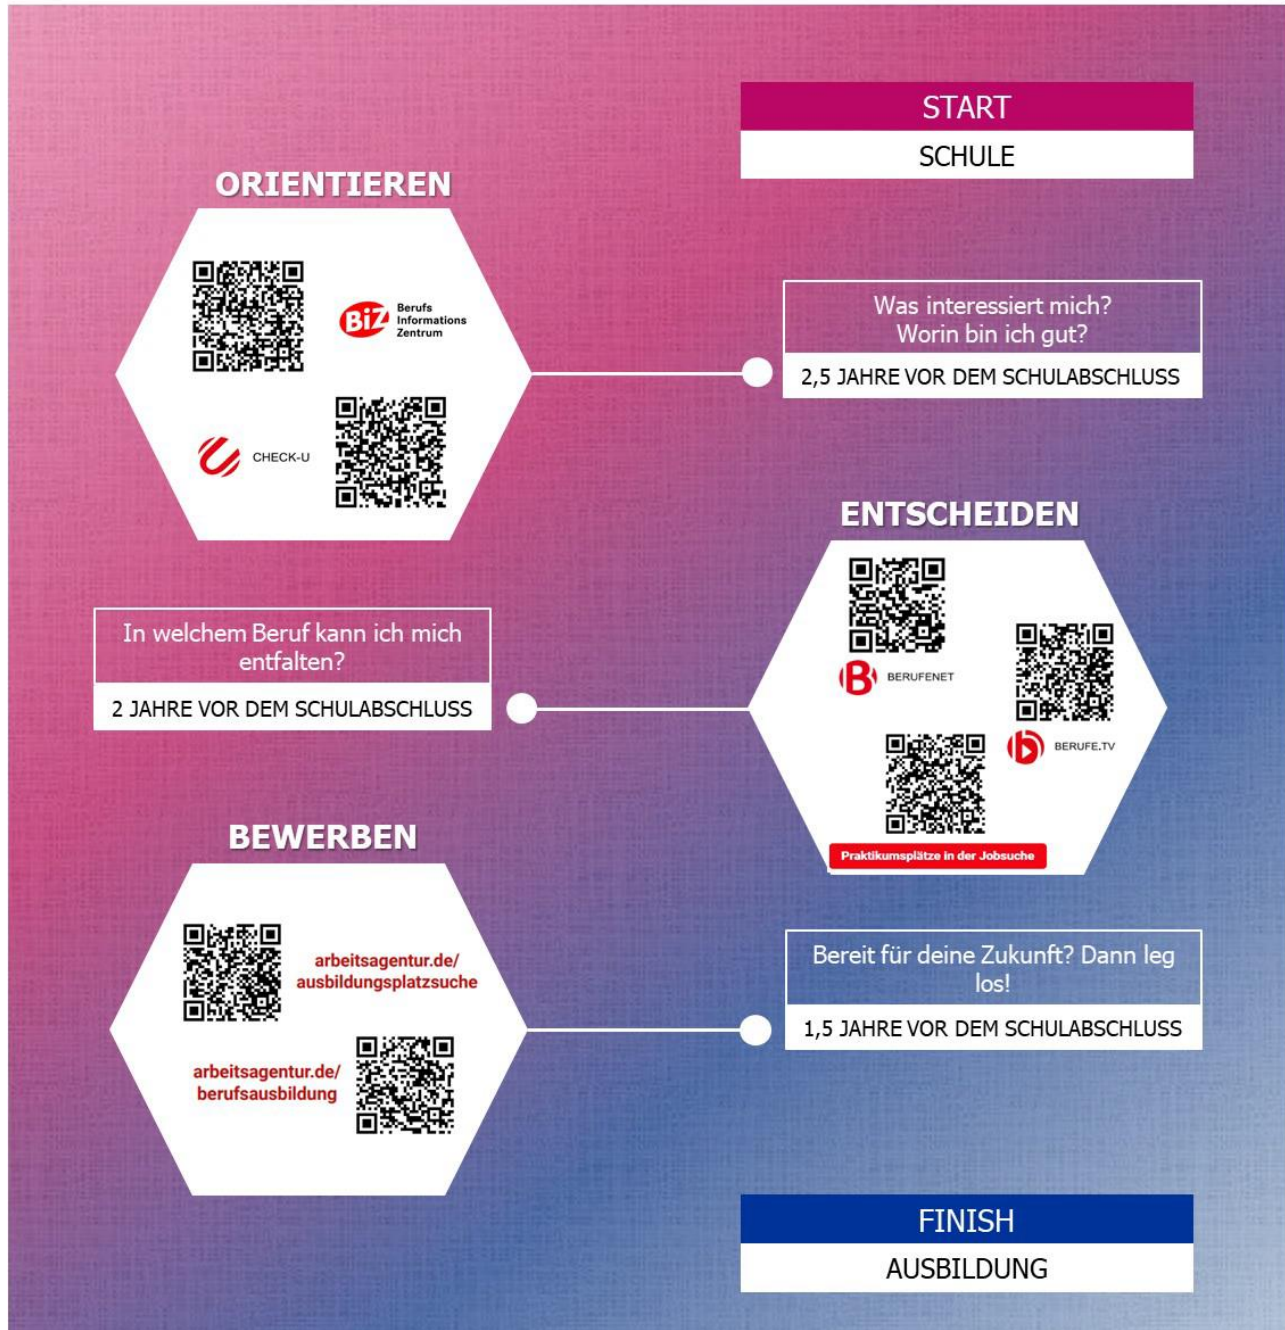 START
SCHULE
ORIENTIEREN
BiZ
Berufs
Informations
Zentrum
CHECK-U
Was interessiert mich?
Worin bin ich gut?
2,5 JAHRE VOR DEM SCHULABSCHLUSS
ENTSCHEIDEN
BERUFENET
BERUFE.TV
Praktikumsplätze in der Jobsuche
In welchem Beruf kann ich mich
entfalten?
2 JAHRE VOR DEM SCHULABSCHLUSS
BEWERBEN
arbeitsagentur.de/
ausbildungsplatzsuche
arbeitsagentur.de/
berufsausbildung
Bereit für deine Zukunft? Dann leg
los!
1,5 JAHRE VOR DEM SCHULABSCHLUSS
FINISH
AUSBILDUNG